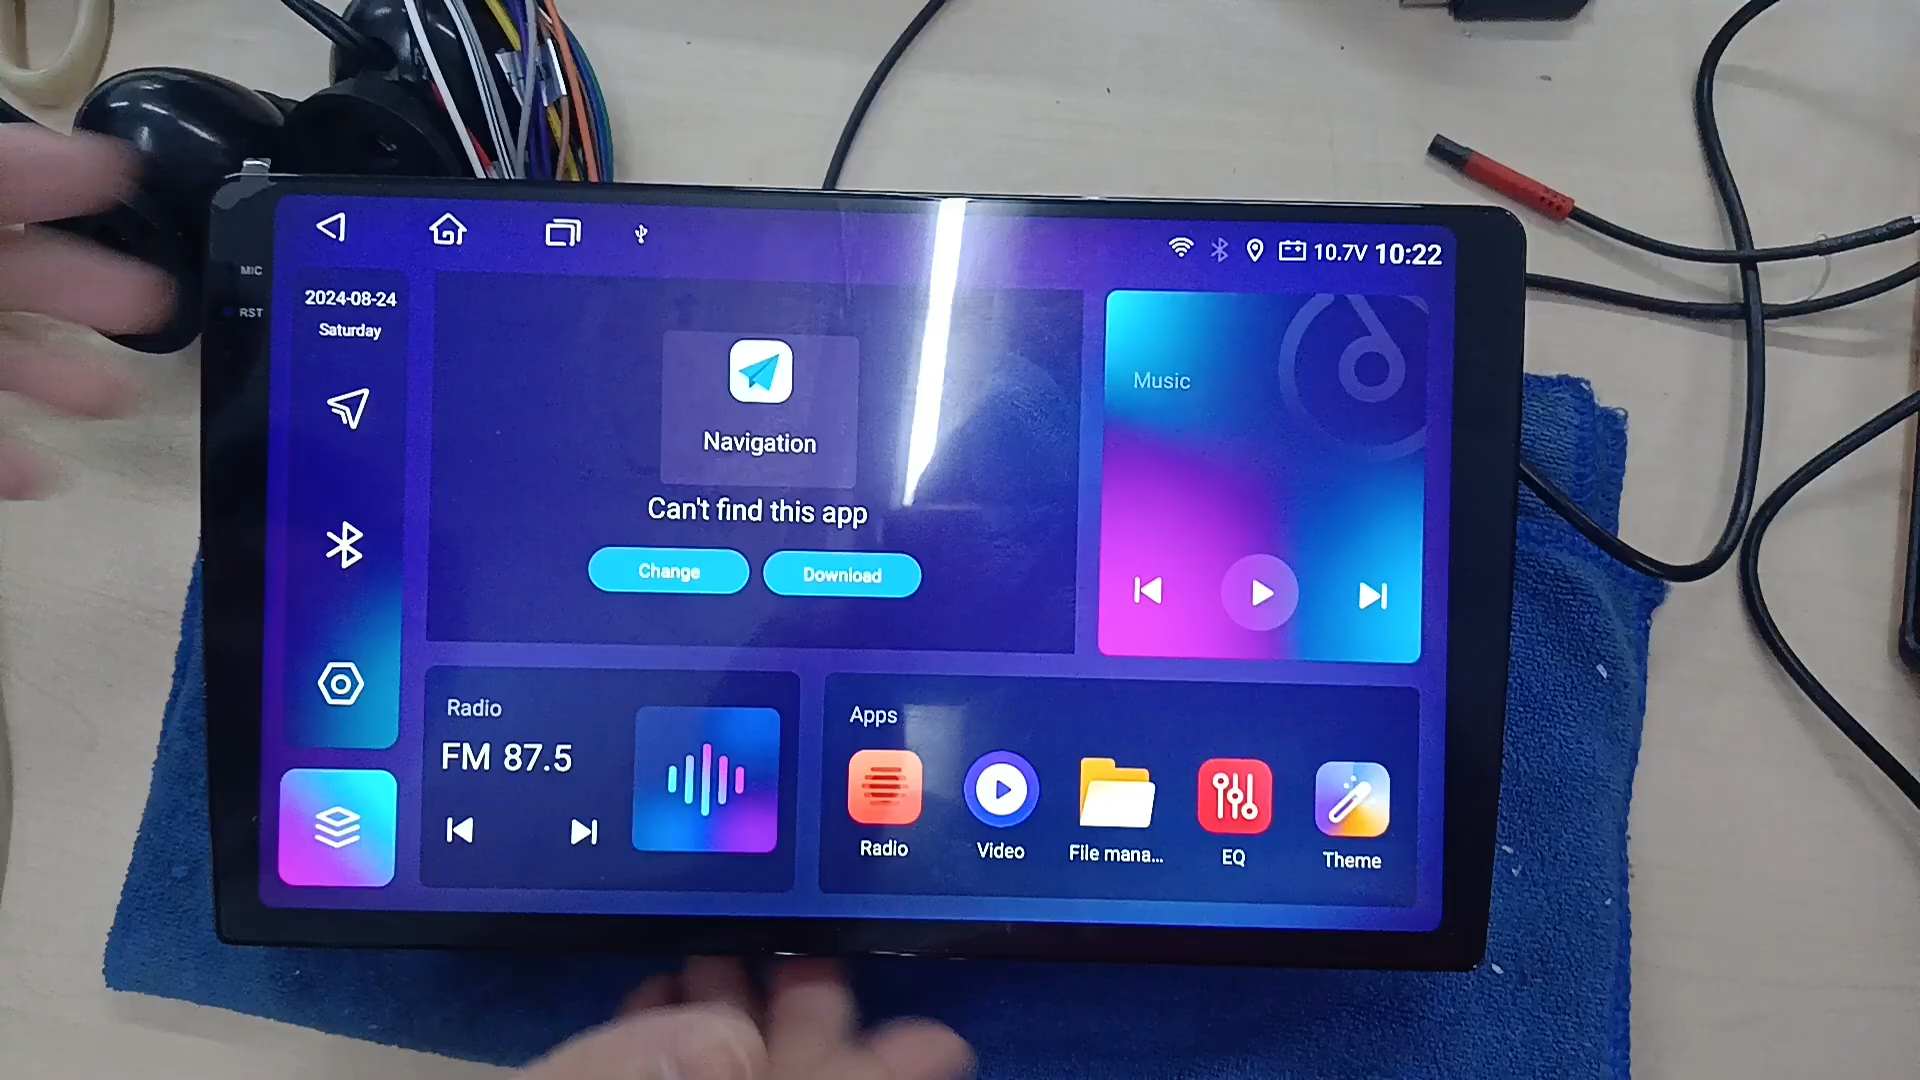 10.7V 10:22
MIC
RST
2024-08-24
Saturday
Navigation
Can't find this app
Change
Download
Music
Radio
FM 87.5
Apps
Radio
Video
File mana...
EQ
Theme